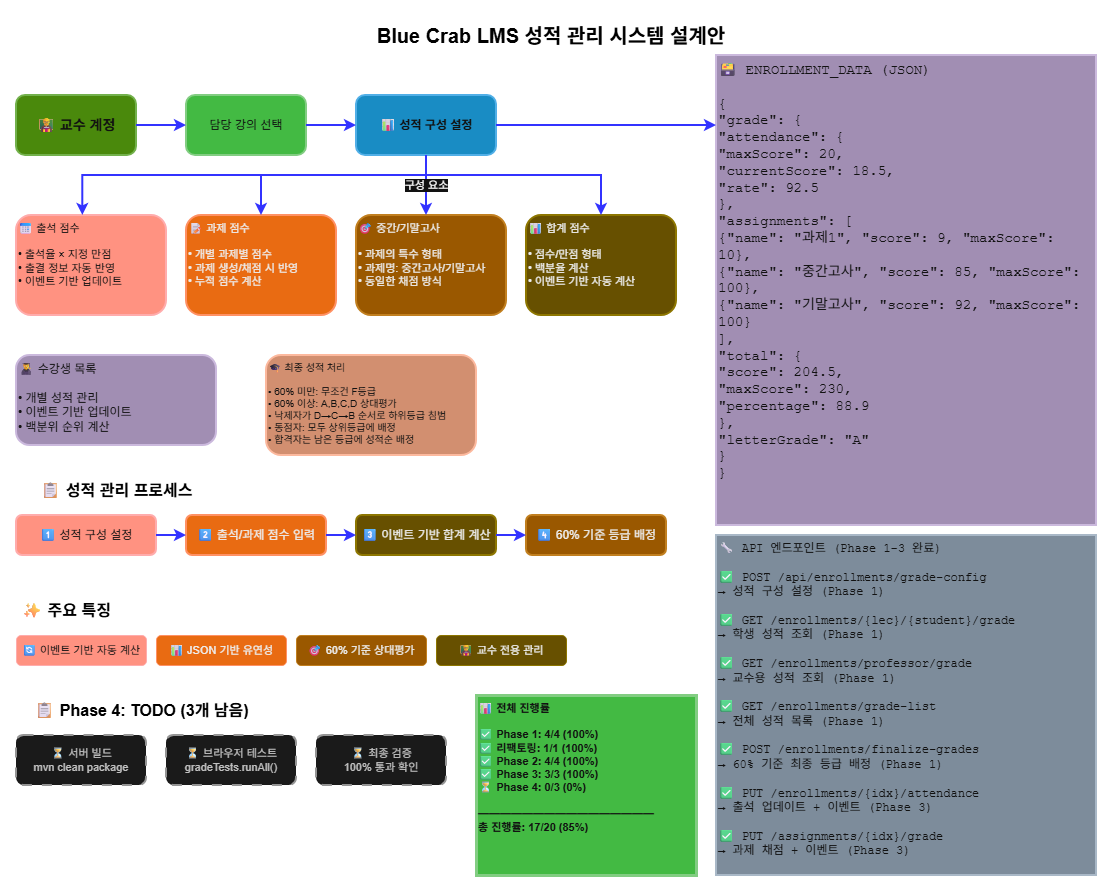 Blue Crab LMS 성적 관리 시스템 설계안
👨‍🏫 교수 계정
담당 강의 선택
📊 성적 구성 설정
구성 요소
📅 출석 점수
• 출석율 × 지정 만점
• 출결 정보 자동 반영
• 이벤트 기반 업데이트
📝 과제 점수
• 개별 과제별 점수
• 과제 생성/채점 시 반영
• 누적 점수 계산
🎯 중간/기말고사
• 과제의 특수 형태
• 과제명: 중간고사/기말고사
• 동일한 채점 방식
📊 합계 점수
• 점수/만점 형태
• 백분율 계산
• 이벤트 기반 자동 계산
👨‍🎓 수강생 목록
• 개별 성적 관리
• 이벤트 기반 업데이트
• 백분위 순위 계산
🎓 최종 성적 처리
• 60% 미만: 무조건 F등급
• 60% 이상: A,B,C,D 상대평가
• 낙제자가 D→C→B 순서로 하위등급 침범
• 동점자: 모두 상위등급에 배정
• 합격자는 남은 등급에 성적순 배정
📋 성적 관리 프로세스
1️⃣ 성적 구성 설정
2️⃣ 출석/과제 점수 입력
3️⃣ 이벤트 기반 합계 계산
4️⃣ 60% 기준 등급 배정
✨ 주요 특징
🔄 이벤트 기반 자동 계산
📊 JSON 기반 유연성
🎯 60% 기준 상대평가
👨‍🏫 교수 전용 관리
📋 Phase 4: TODO (3개 남음)
⏳ 서버 빌드
mvn clean package
⏳ 브라우저 테스트
gradeTests.runAll()
⏳ 최종 검증
100% 통과 확인
📊 전체 진행률
✅ Phase 1: 4/4 (100%)
✅ 리팩토링: 1/1 (100%)
✅ Phase 2: 4/4 (100%)
✅ Phase 3: 3/3 (100%)
⏳ Phase 4: 0/3 (0%)
총 진행률: 17/20 (85%)
🗃️ ENROLLMENT_DATA (JSON)
{
"grade": {
"attendance": {
"maxScore": 20,
"currentScore": 18.5,
"rate": 92.5
},
"assignments": [
{"name": "과제1", "score": 9, "maxScore":
10},
{"name": "중간고사", "score": 85, "maxScore":
100},
{"name": "기말고사", "score": 92, "maxScore":
100}
],
"total": {
"score": 204.5,
"maxScore": 230,
"percentage": 88.9
},
"letterGrade": "A"
}
}
🔧 API 엔드포인트 (Phase 1-3 완료)
✅ POST /api/enrollments/grade-config
→ 성적 구성 설정 (Phase 1)
✅ GET /enrollments/{lec}/{student}/grade
→ 학생 성적 조회 (Phase 1)
✅ GET /enrollments/professor/grade
→ 교수용 성적 조회 (Phase 1)
✅ GET /enrollments/grade-list
→ 전체 성적 목록 (Phase 1)
✅ POST /enrollments/finalize-grades
→ 60% 기준 최종 등급 배정 (Phase 1)
✅ PUT /enrollments/{idx}/attendance
→ 출석 업데이트 + 이벤트 (Phase 3)
✅ PUT /assignments/{idx}/grade
→ 과제 채점 + 이벤트 (Phase 3)